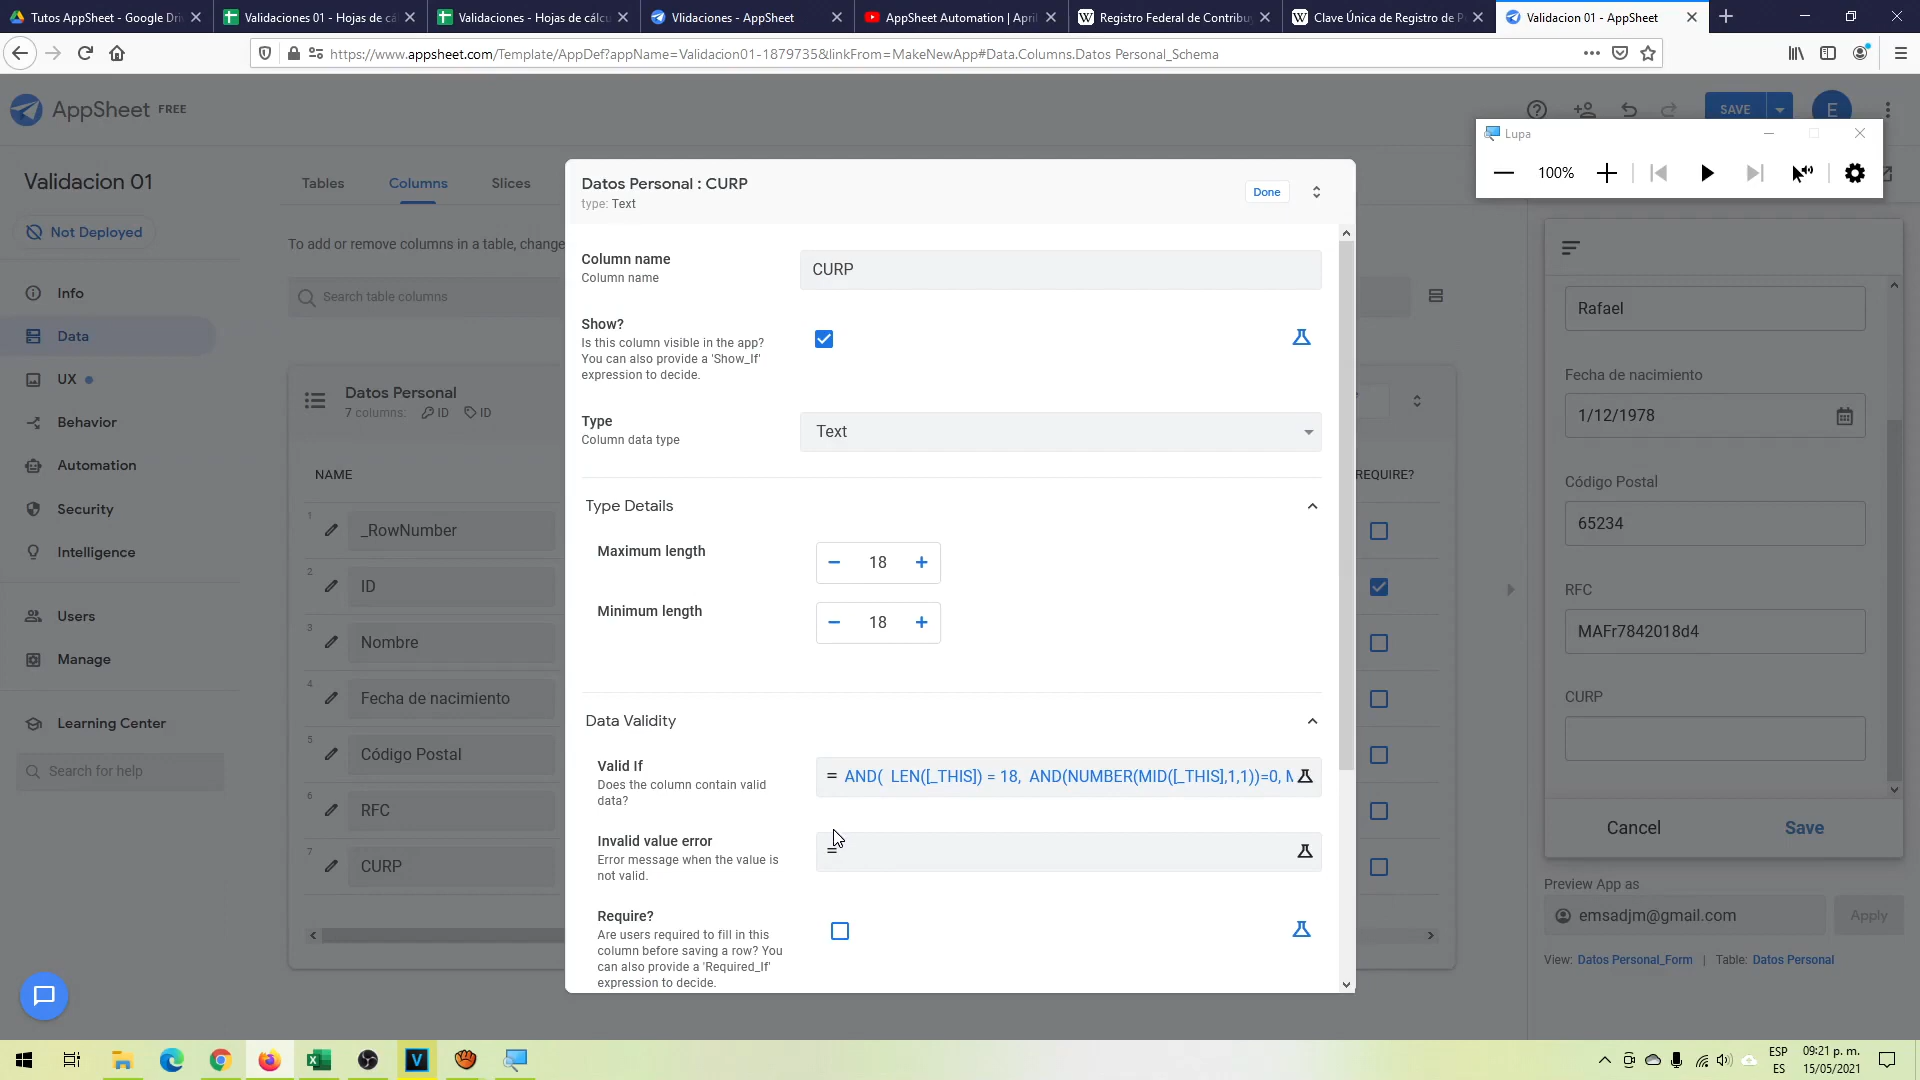 Tutos AppSheet - Google Dri
Validaciones 01 - Hojas de cá
Validaciones - Hojas de cálcu
Vlidaciones - AppSheet
AppSheet Automation | April
Registro Federal de Contribu
Clave Única de Registro de P
Validacion 01 - AppSheet
https://www.appsheet.com/Template/AppDef?appName=Validacion01-1879735&linkFrom=MakeNewApp#Data.Columns.Datos Personal_Schema
AppSheet FREE
SAVE
E
Lupa
100%
Validacion 01
Not Deployed
Info
Data
UX
Behavior
Automation
Security
Intelligence
Users
Manage
Learning Center
Search for help
Tables
Columns
Slices
To add or remove columns in a table, change
Search table columns
Datos Personal
7 columns: ID ID
NAME
REQUIRE?
1 _RowNumber
2 ID
3 Nombre
4 Fecha de nacimiento
5 Código Postal
6 RFC
7 CURP
Datos Personal : CURP
type: Text
Done
Column name
Column name
CURP
Show?
Is this column visible in the app?
You can also provide a 'Show_If'
expression to decide.
Type
Column data type
Text
Type Details
Maximum length
18
Minimum length
18
Data Validity
Valid If
Does the column contain valid
data?
= AND( LEN([_THIS]) = 18, AND(NUMBER(MID([_THIS],1,1))=0, M
Invalid value error
Error message when the value is
not valid.
=
Require?
Are users required to fill in this
column before saving a row? You
can also provide a 'Required_If'
expression to decide.
Rafael
Fecha de nacimiento
1/12/1978
Código Postal
65234
RFC
MAFr7842018d4
CURP
Cancel
Save
Preview App as
emsadjm@gmail.com
Apply
View: Datos Personal_Form | Table: Datos Personal
ESP
ES
09:21 p. m.
15/05/2021